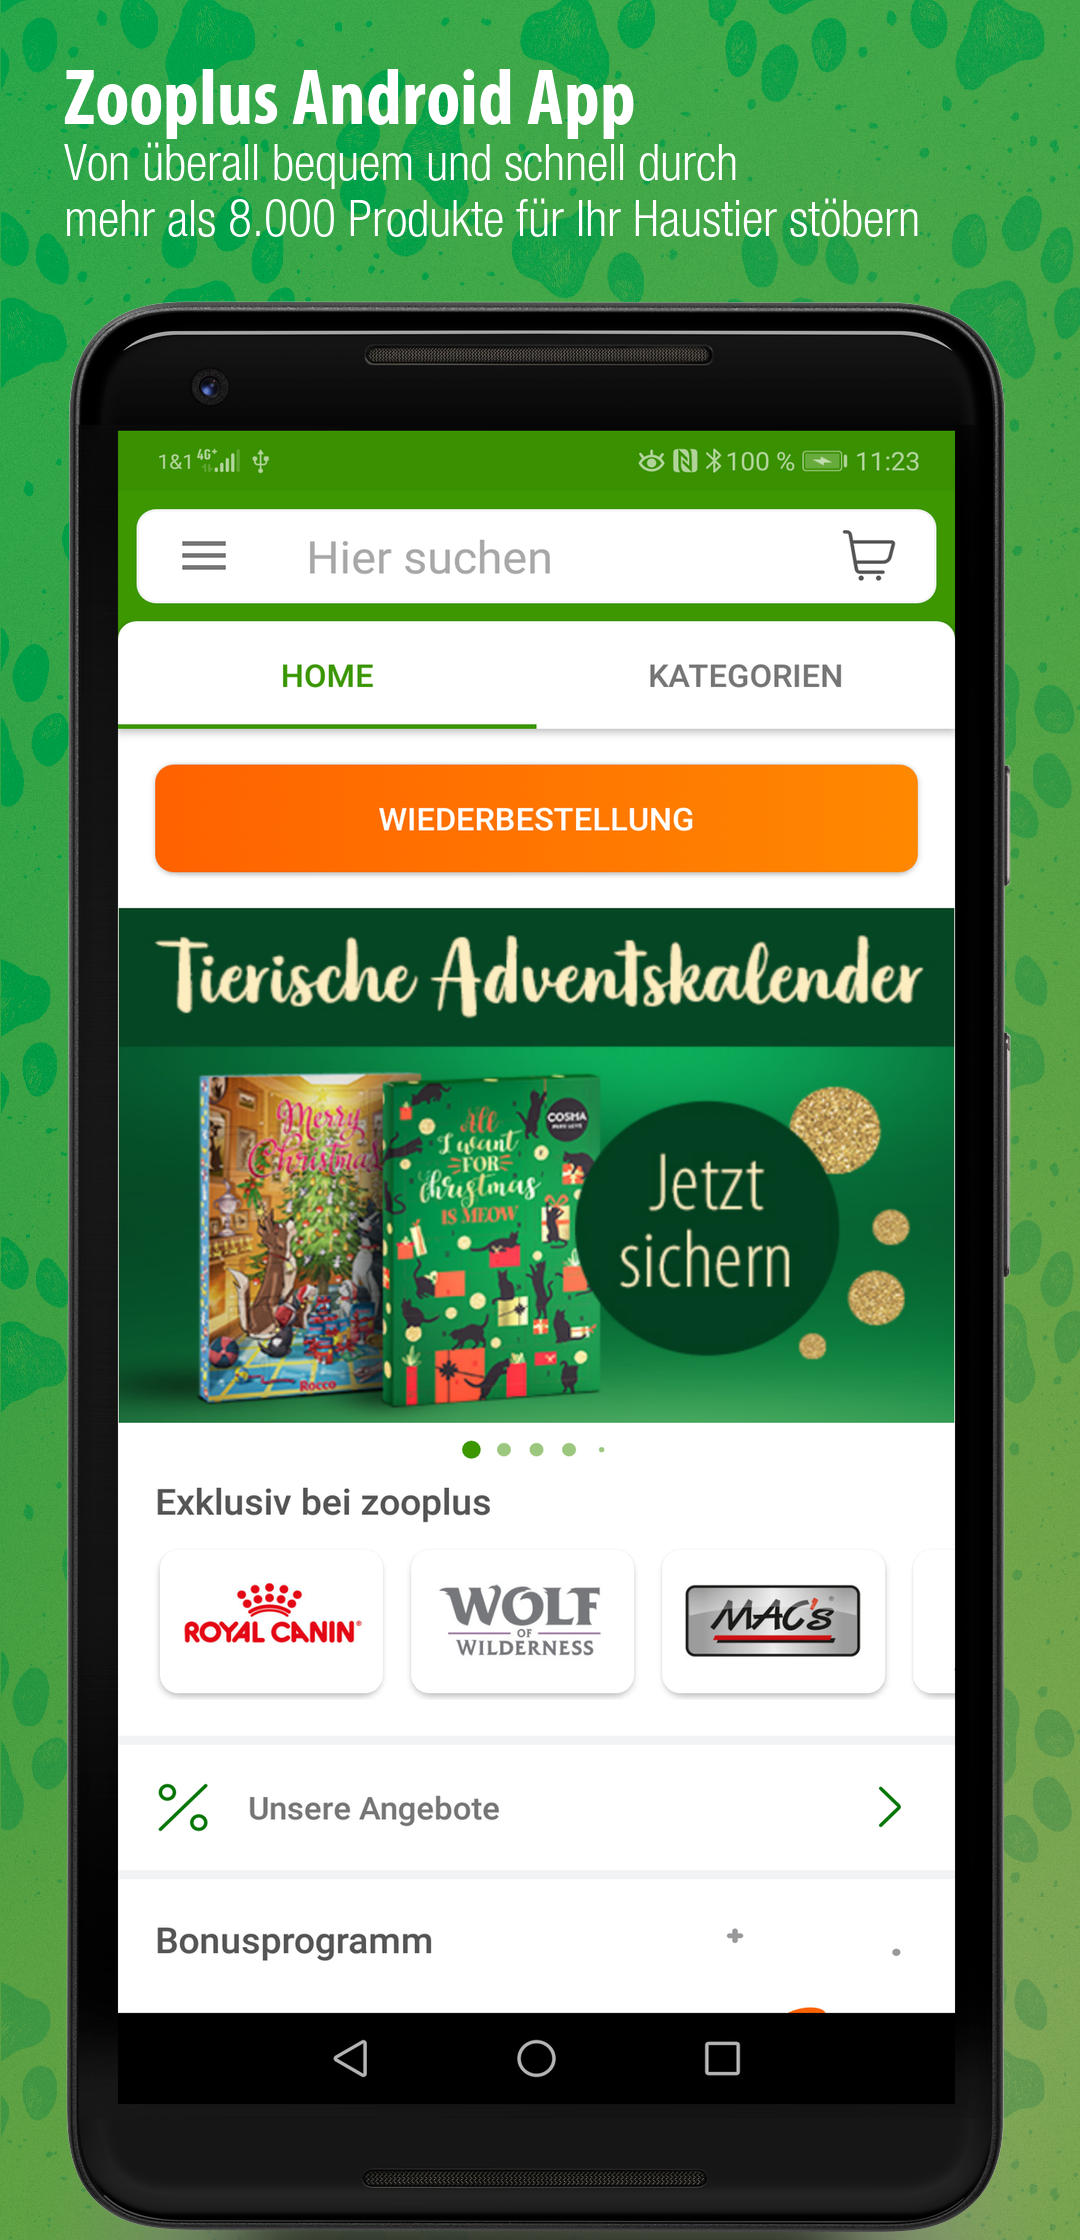 Zooplus Android App
Von überall bequem und schnell durch
mehr als 8.000 Produkte für Ihr Haustier stöbern
1&1 4G+ 100 % 11:23
Hier suchen
HOME KATEGORIEN
WIEDERBESTELLUNG
Tierische Adventskalender
Merry
Christmas
Rocco
All
I want
FOR
Christmas
IS MEOW
COSMA
PURE LOVE
Jetzt
sichern
Exklusiv bei zooplus
ROYAL CANIN®
WOLF
OF
WILDERNESS
MAC's
Unsere Angebote
Bonusprogramm